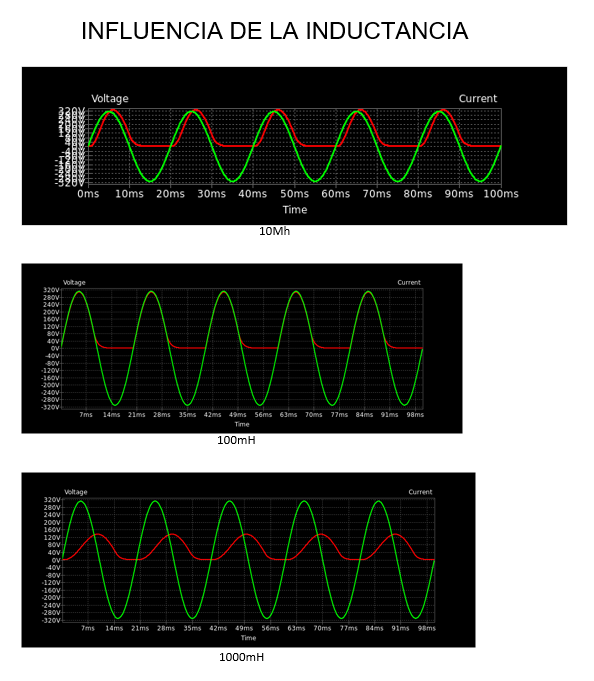 INFLUENCIA DE LA INDUCTANCIA
Voltage Current
320V
-320V
0ms 10ms 20ms 30ms 40ms 50ms 60ms 70ms 80ms 90ms 100ms
Time
10Mh
Voltage Current
320V
280V
240V
200V
160V
120V
80V
40V
0V
-40V
-80V
-120V
-160V
-200V
-240V
-280V
-320V
7ms 14ms 21ms 28ms 35ms 42ms 49ms 56ms 63ms 70ms 77ms 84ms 91ms 98ms
Time
100mH
Voltage Current
320V
280V
240V
200V
160V
120V
80V
40V
0V
-40V
-80V
-120V
-160V
-200V
-240V
-280V
-320V
7ms 14ms 21ms 28ms 35ms 42ms 49ms 56ms 63ms 70ms 77ms 84ms 91ms 98ms
Time
1000mH